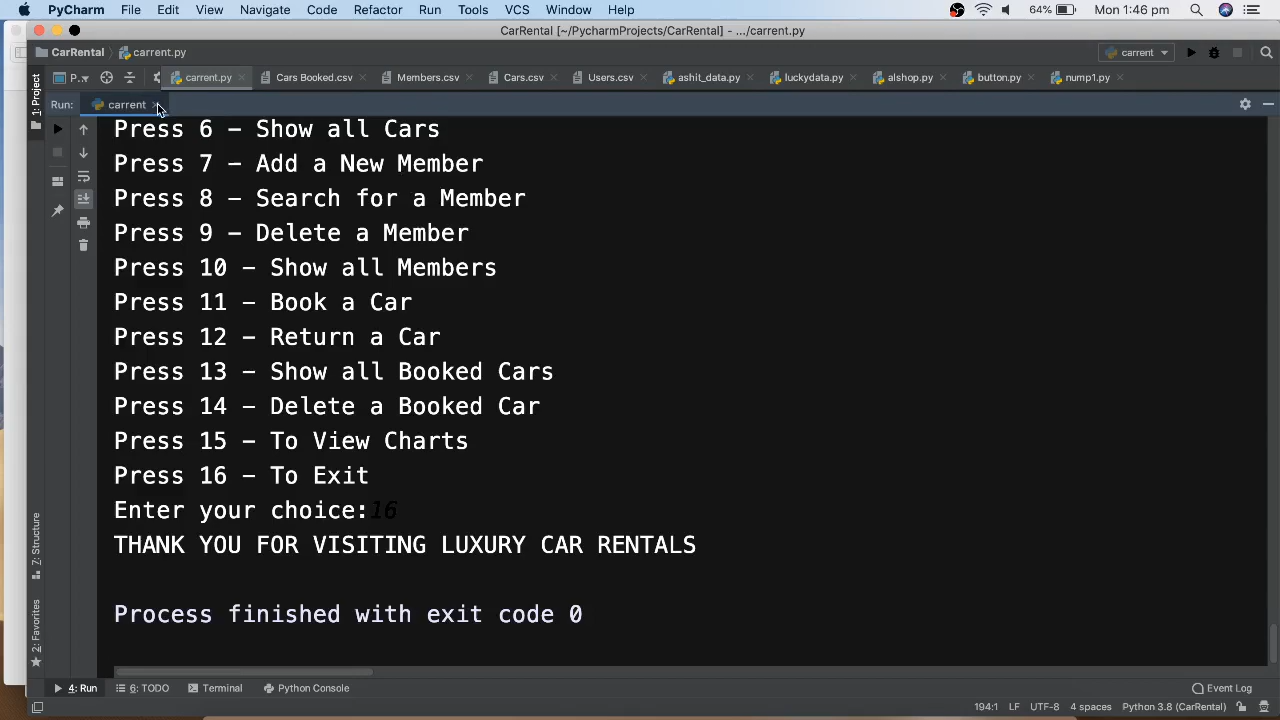 PyCharm File Edit View Navigate Code Refactor Run Tools VCS Window Help 64% Mon 1:46 pm
CarRental [~/PycharmProjects/CarRental] - .../carrent.py
CarRental carrent.py carrent
1: Project P.. carrent.py Cars Booked.csv Members.csv Cars.csv Users.csv ashit_data.py luckydata.py alshop.py button.py nump1.py
Run: carrent
Press 6 - Show all Cars
Press 7 - Add a New Member
Press 8 - Search for a Member
Press 9 - Delete a Member
Press 10 - Show all Members
Press 11 - Book a Car
Press 12 - Return a Car
Press 13 - Show all Booked Cars
Press 14 - Delete a Booked Car
Press 15 - To View Charts
Press 16 - To Exit
Enter your choice:16
THANK YOU FOR VISITING LUXURY CAR RENTALS
Process finished with exit code 0
7: Structure
2: Favorites
4: Run 6: TODO Terminal Python Console Event Log
194:1 LF UTF-8 4 spaces Python 3.8 (CarRental)